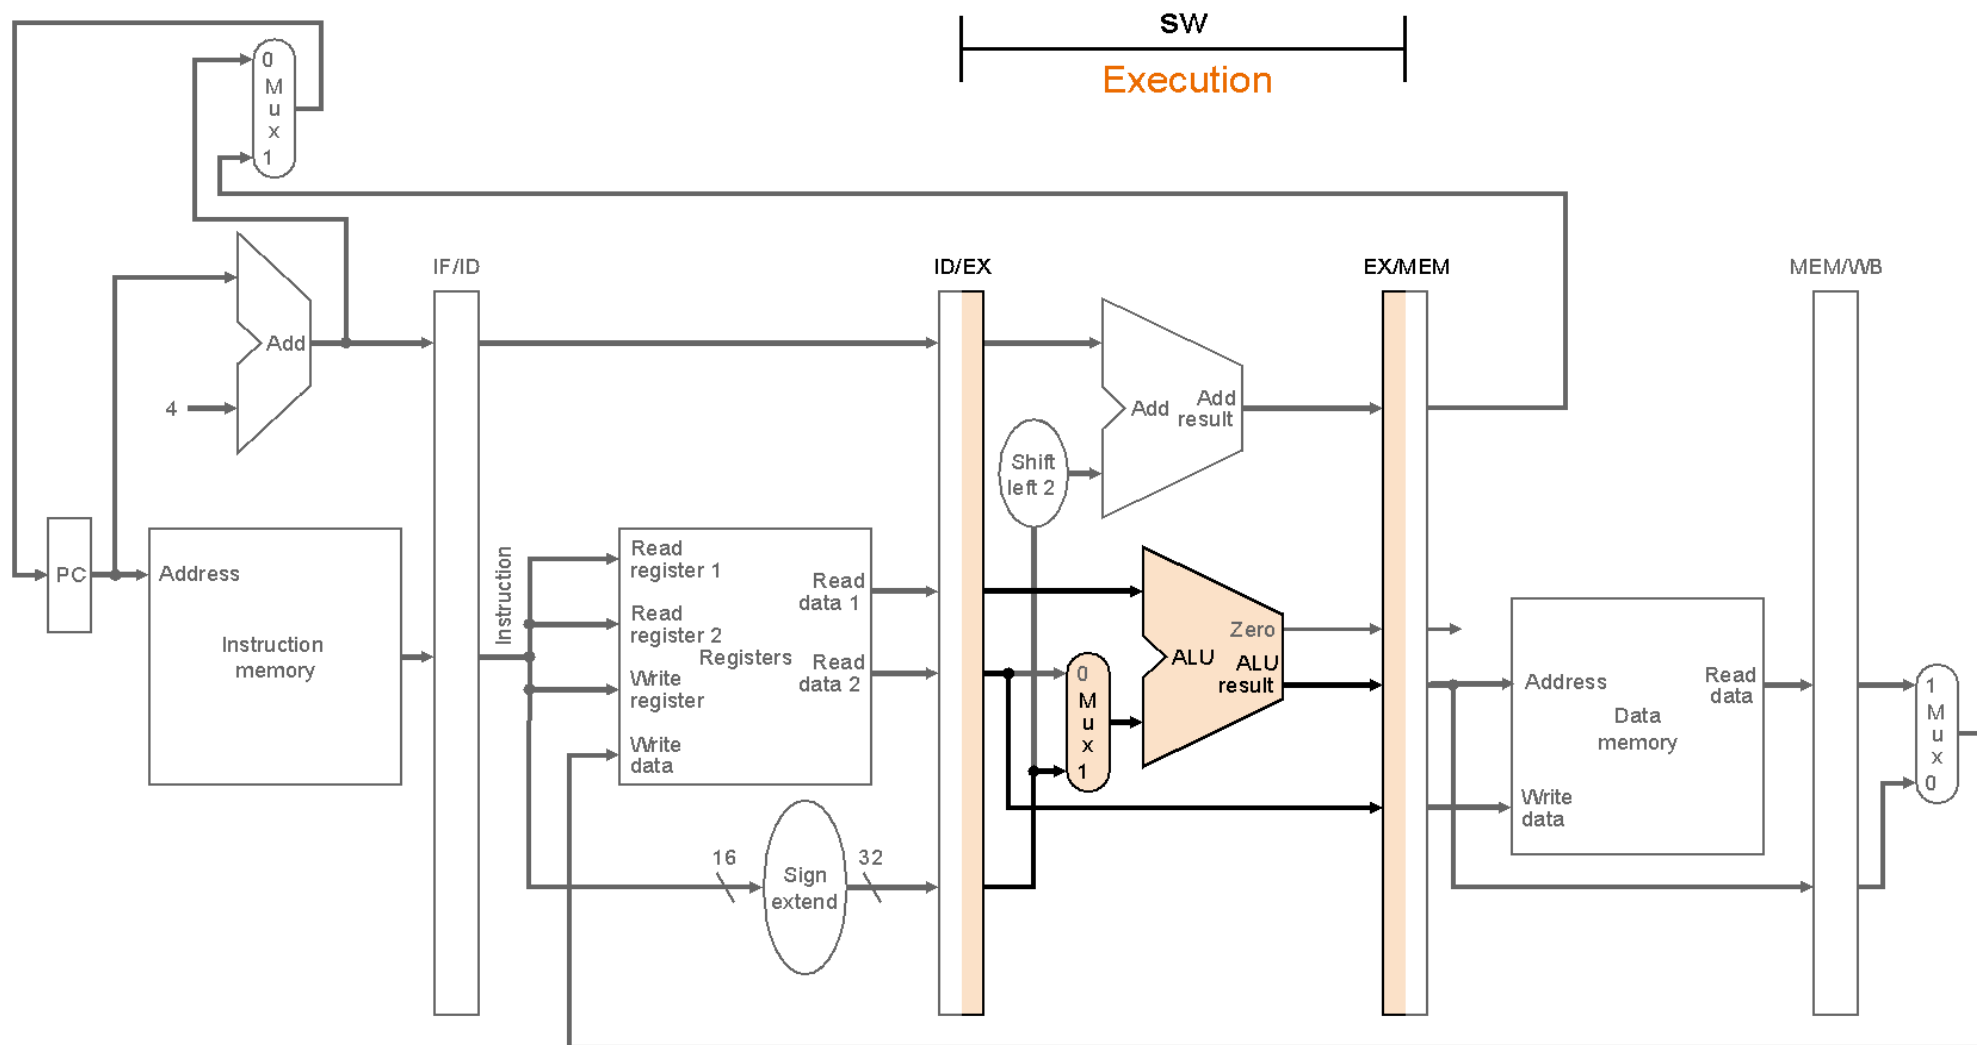 SW
Execution
0
M
u
x
1
IF/ID
ID/EX
EX/MEM
MEM/WB
Add
4
Add
Add
result
Shift
left 2
PC
Address
Instruction
memory
Instruction
Read
register 1
Read
register 2
Write
register
Write
data
Registers
Read
data 1
Read
data 2
16
Sign
extend
32
0
M
u
x
1
Zero
ALU
ALU
result
Address
Data
memory
Read
data
Write
data
1
M
u
x
0